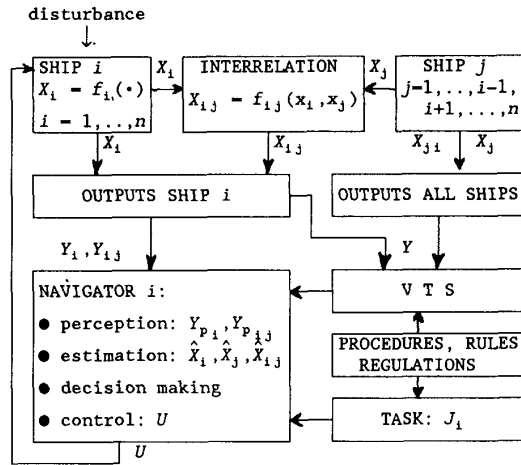 disturbance
SHIP i
X_i = f_i(•)
i = 1,..,n
X_i
INTERRELATION
X_ij = f_ij(x_i,x_j)
X_j
SHIP j
j=1,..,i-1,
i+1,...,n
X_i
X_ij
X_ji
X_j
OUTPUTS SHIP i
OUTPUTS ALL SHIPS
Y_i,Y_ij
Y
NAVIGATOR i:
● perception: Y_pi,Y_pij
● estimation: X̂_i,X̂_j,X̂_ij
● decision making
● control: U
V T S
PROCEDURES, RULES
REGULATIONS
TASK: J_i
U